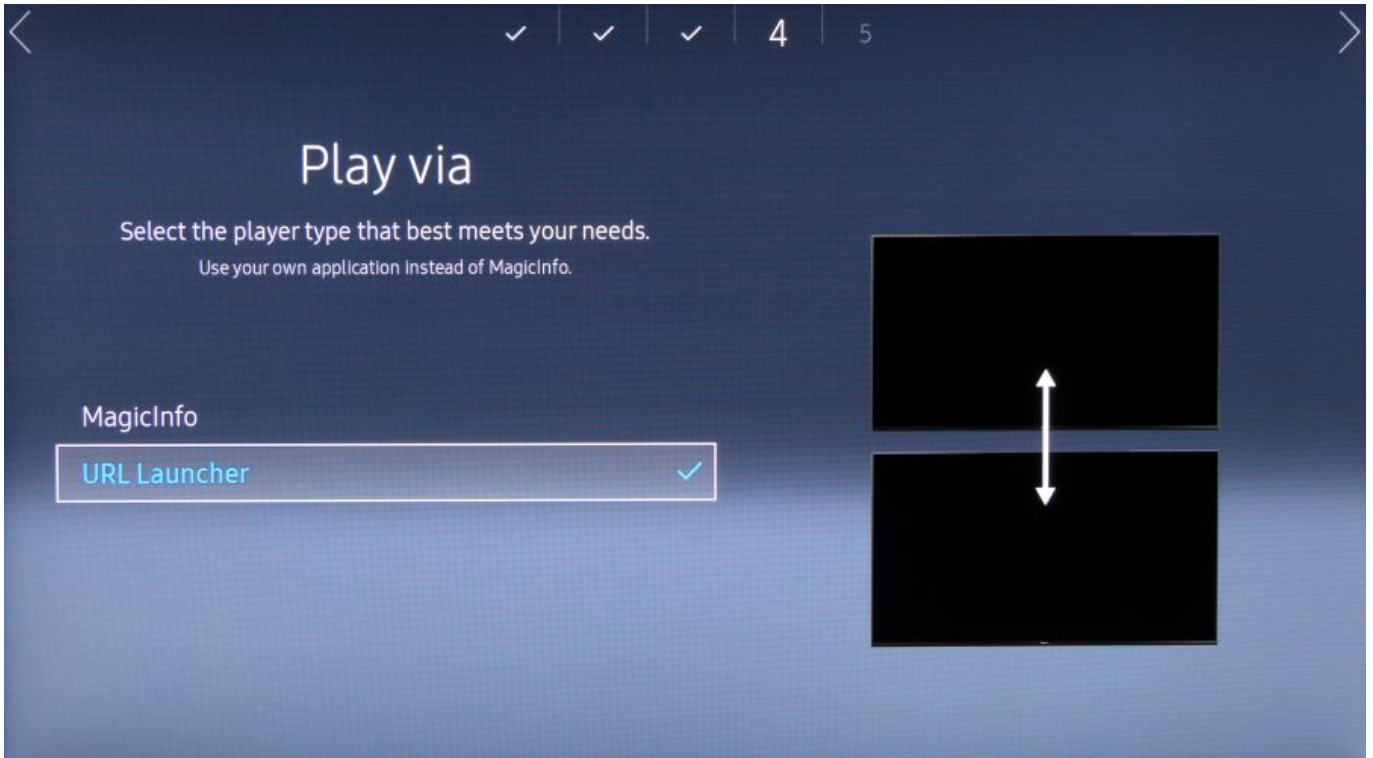 4
5
Play via
Select the player type that best meets your needs.
Use your own application instead of MagicInfo.
MagicInfo
URL Launcher